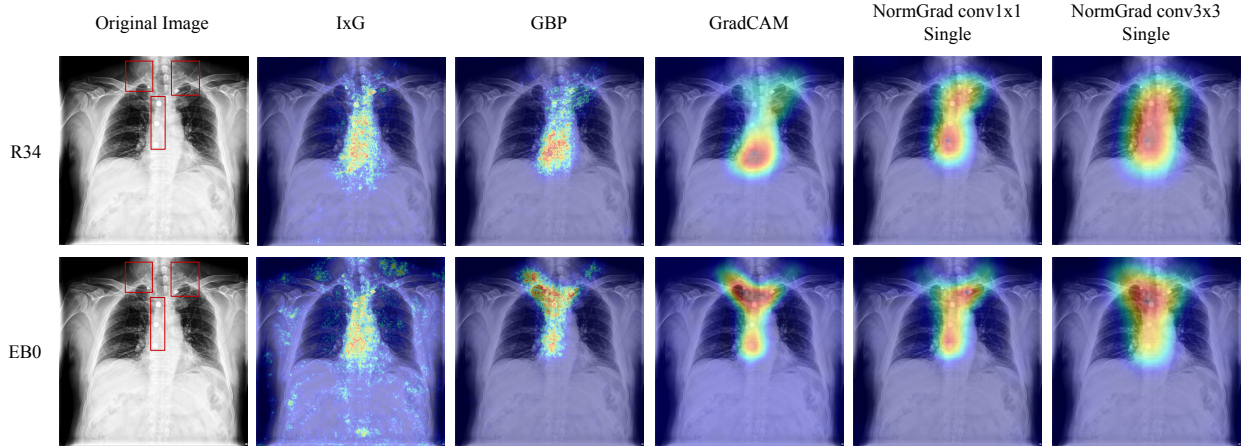 Original Image
IxG
GBP
GradCAM
NormGrad conv1x1
Single
NormGrad conv3x3
Single
R34
EB0